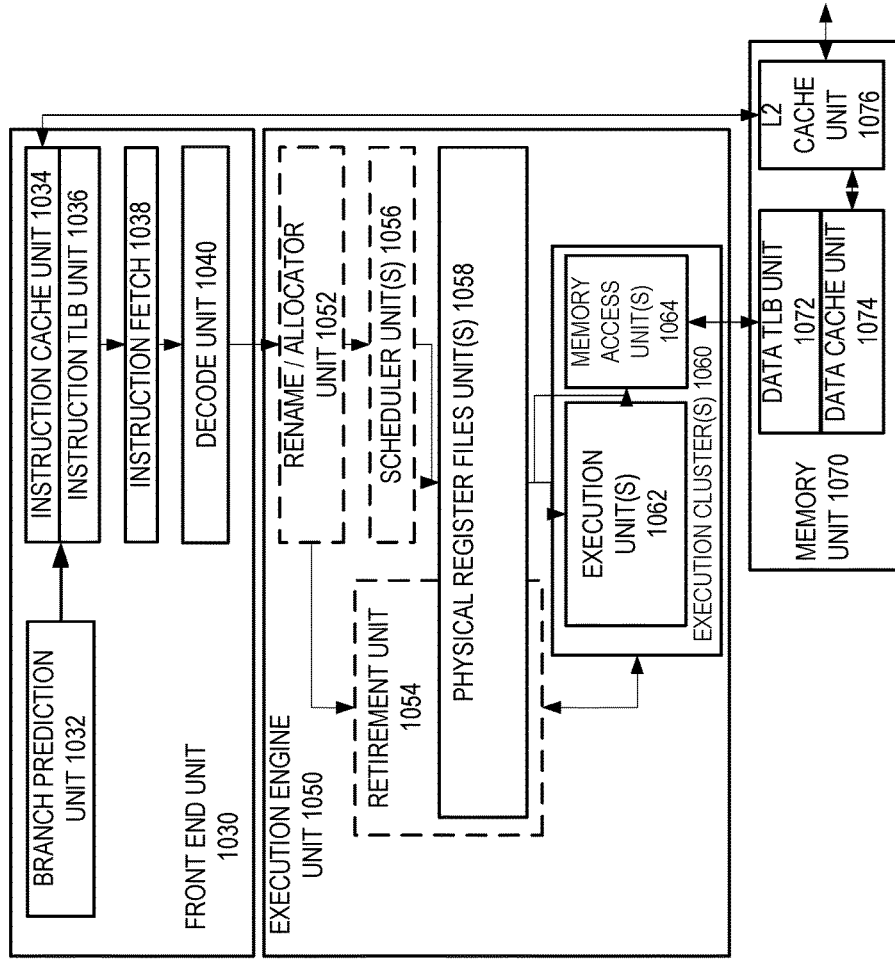 BRANCH PREDICTION
UNIT 1032
INSTRUCTION CACHE UNIT 1034
INSTRUCTION TLB UNIT 1036
INSTRUCTION FETCH 1038
DECODE UNIT 1040
FRONT END UNIT
1030
EXECUTION ENGINE
UNIT 1050
RENAME / ALLOCATOR
UNIT 1052
RETIREMENT UNIT
1054
SCHEDULER UNIT(S) 1056
PHYSICAL REGISTER FILES UNIT(S) 1058
EXECUTION
UNIT(S)
1062
MEMORY
ACCESS
UNIT(S)
1064
EXECUTION CLUSTER(S) 1060
MEMORY
UNIT 1070
DATA TLB UNIT
1072
DATA CACHE UNIT
1074
L2
CACHE
UNIT
1076